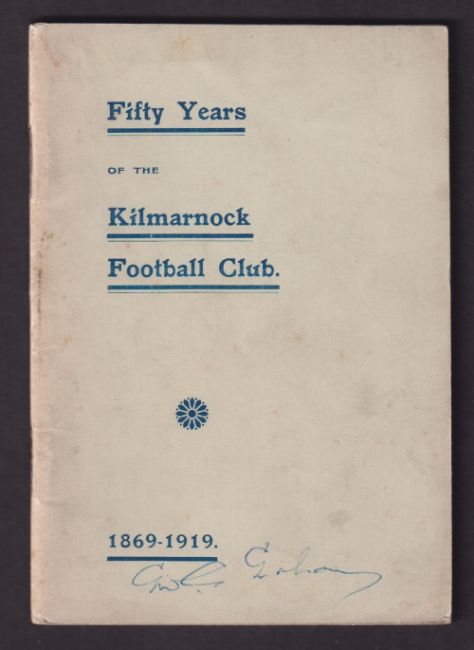 Fifty Years
OF THE
Kilmarnock
Football Club.
1869-1919.